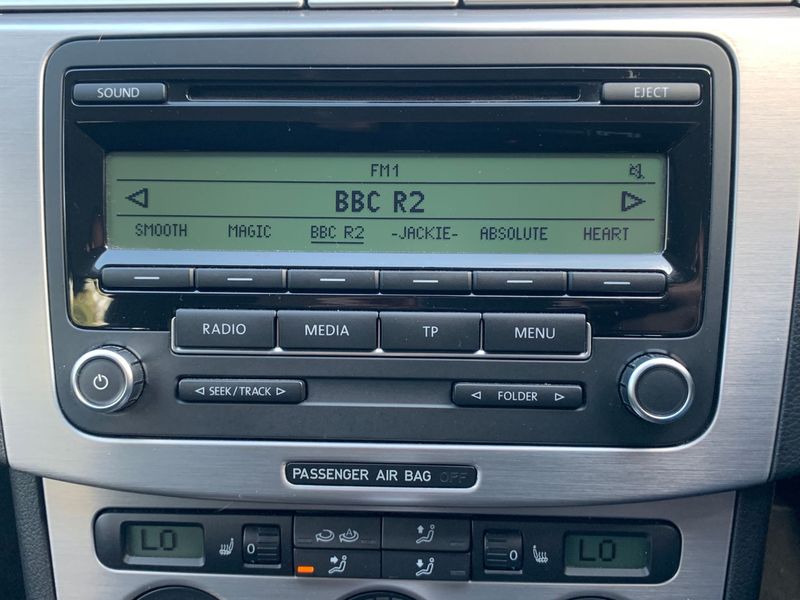 SOUND EJECT
FM1
BBC R2
SMOOTH MAGIC BBC R2 -JACKIE- ABSOLUTE HEART
RADIO MEDIA TP MENU
SEEK/TRACK FOLDER
PASSENGER AIR BAG OFF
LO 0 0 LO